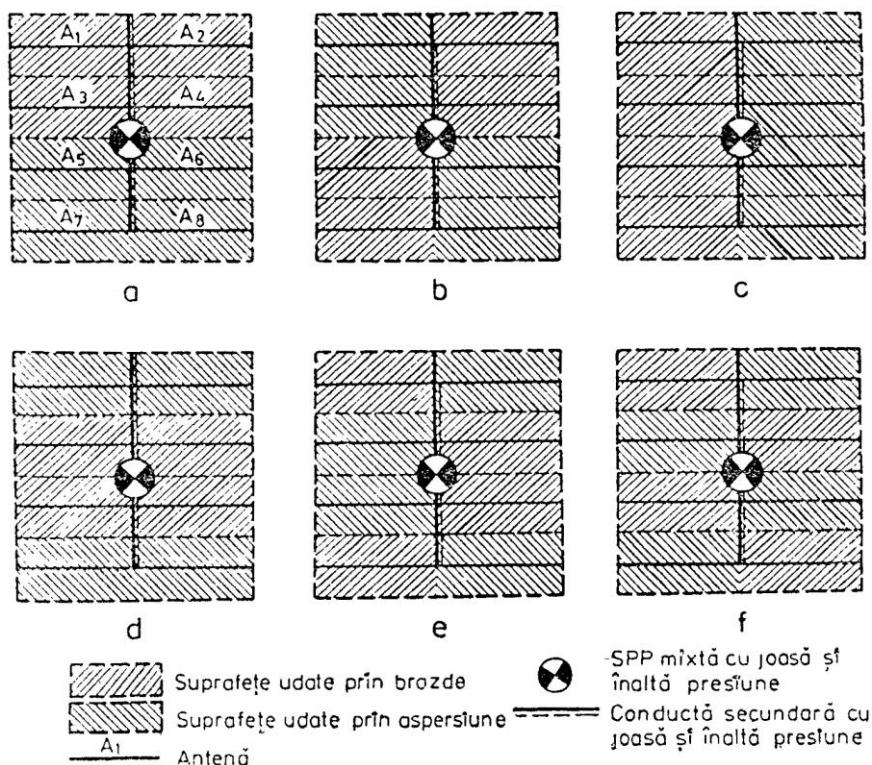 A1 A2
A3 A4
A5 A6
A7 A8
a b c
d e f
Suprafețe udate prin brazde
Suprafețe udate prin aspersiune
A1
Antenă
SPP mixtă cu joasă și
înaltă presiune
Conductă secundară cu
joasă și înaltă presiune